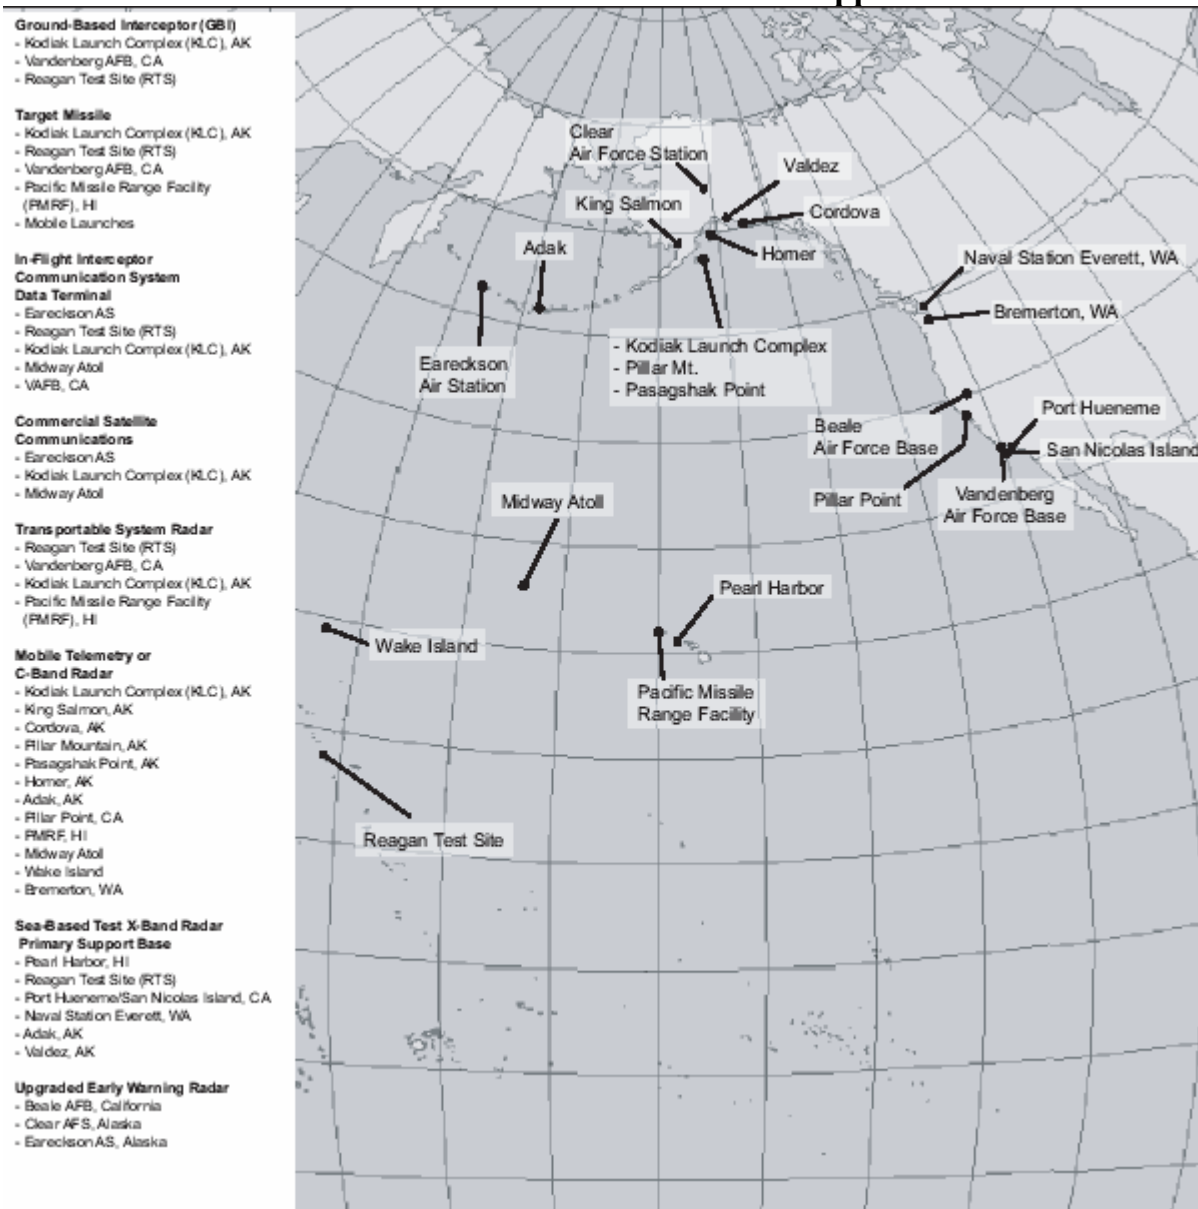 Ground-Based Interceptor (GBI)
- Kodiak Launch Complex (KLC), AK
- Vandenberg AFB, CA
- Reagan Test Site (RTS)
Target Missile
- Kodiak Launch Complex (KLC), AK
- Reagan Test Site (RTS)
- Vandenberg AFB, CA
- Pacific Missile Range Facility
(PMRF), HI
- Mobile Launches
In-Flight Interceptor
Communication System
Data Terminal
- Eareckson AS
- Reagan Test Site (RTS)
- Kodiak Launch Complex (KLC), AK
- Midway Atoll
- VAFB, CA
Commercial Satellite
Communications
- Eareckson AS
- Kodiak Launch Complex (KLC), AK
- Midway Atoll
Transportable System Radar
- Reagan Test Site (RTS)
- Vandenberg AFB, CA
- Kodiak Launch Complex (KLC), AK
- Pacific Missile Range Facility
(PMRF), HI
Mobile Telemetry or
C-Band Radar
- Kodiak Launch Complex (KLC), AK
- King Salmon, AK
- Cordova, AK
- Pillar Mountain, AK
- Pasagshak Point, AK
- Homer, AK
- Adak, AK
- Pillar Point, CA
- PMRF, HI
- Midway Atoll
- Wake Island
- Bremerton, WA
Sea-Based Test X-Band Radar
Primary Support Base
- Pearl Harbor, HI
- Reagan Test Site (RTS)
- Port Hueneme/San Nicolas Island, CA
- Naval Station Everett, WA
- Adak, AK
- Valdez, AK
Upgraded Early Warning Radar
- Beale AFB, California
- Clear AFS, Alaska
- Eareckson AS, Alaska
Clear
Air Force Station
Valdez
King Salmon
Cordova
Adak
Homer
Naval Station Everett, WA
Bremerton, WA
Eareckson
Air Station
- Kodiak Launch Complex
- Pillar Mt.
- Pasagshak Point
Port Hueneme
Beale
Air Force Base
San Nicolas Island
Pillar Point
Vandenberg
Air Force Base
Midway Atoll
Pearl Harbor
Wake Island
Pacific Missile
Range Facility
Reagan Test Site